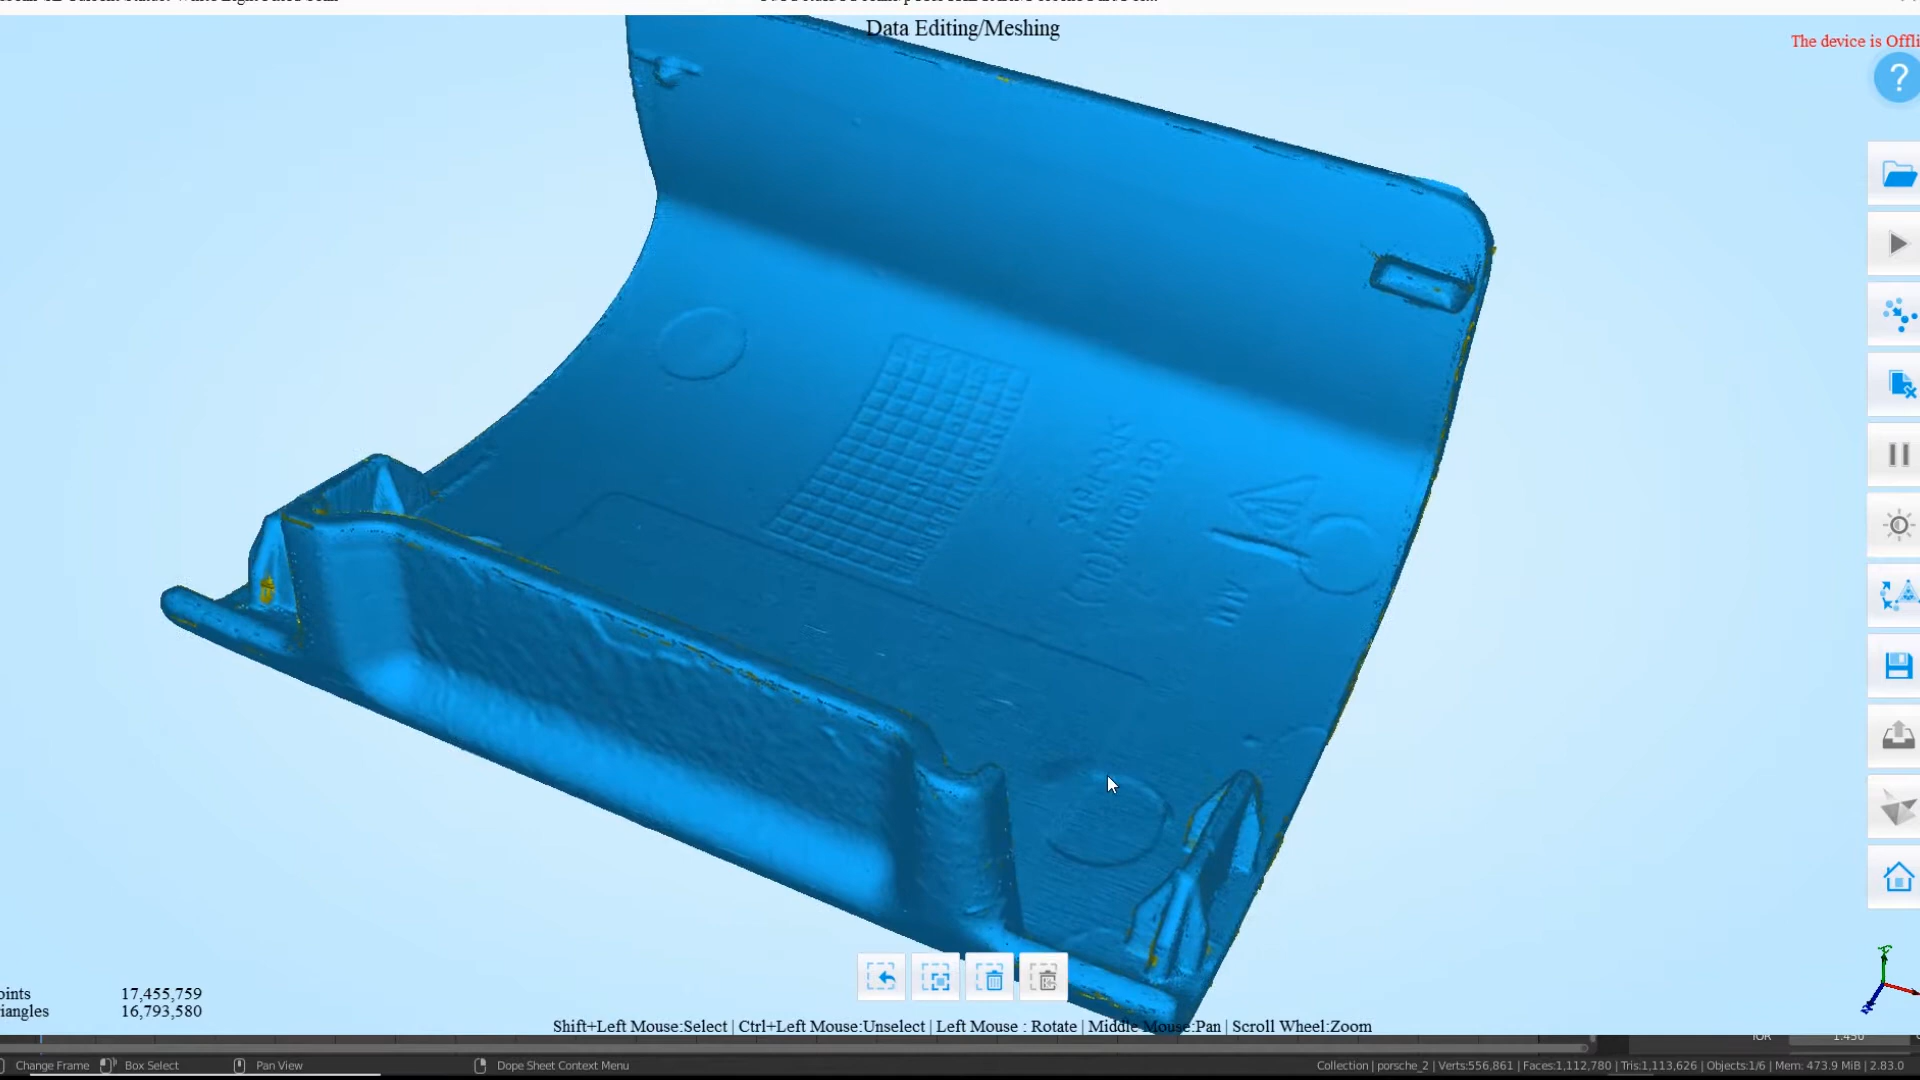 Data Editing/Meshing
The device is Offli
?
oints 17,455,759
iangles 16,793,580
Shift+Left Mouse:Select | Ctrl+Left Mouse:Unselect | Left Mouse : Rotate | Middle Mouse:Pan | Scroll Wheel:Zoom
IOR 1.450
Change Frame Box Select Pan View Dope Sheet Context Menu Collection | porsche_2 | Verts:556,861 | Faces:1,112,780 | Tris:1,113,626 | Objects:1/6 | Mem: 473.9 MiB | 2.83.0